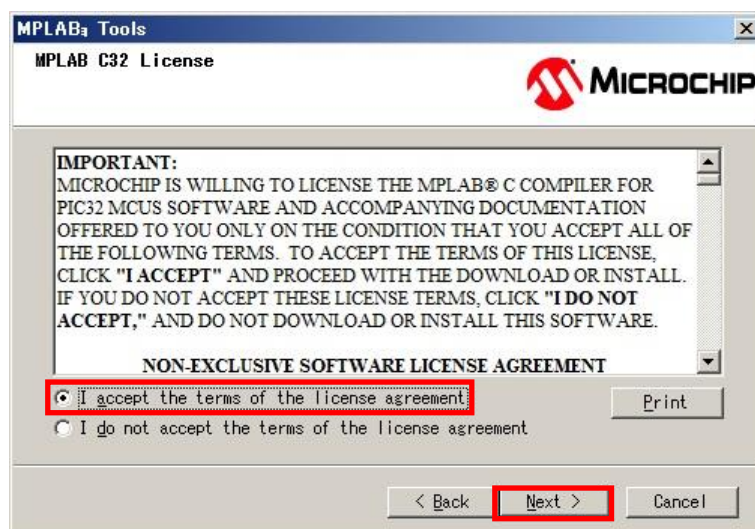 MPLAB® Tools
MPLAB C32 License
MICROCHIP
IMPORTANT:
MICROCHIP IS WILLING TO LICENSE THE MPLAB® C COMPILER FOR
PIC32 MCUS SOFTWARE AND ACCOMPANYING DOCUMENTATION
OFFERED TO YOU ONLY ON THE CONDITION THAT YOU ACCEPT ALL OF
THE FOLLOWING TERMS. TO ACCEPT THE TERMS OF THIS LICENSE,
CLICK "I ACCEPT" AND PROCEED WITH THE DOWNLOAD OR INSTALL.
IF YOU DO NOT ACCEPT THESE LICENSE TERMS, CLICK "I DO NOT
ACCEPT," AND DO NOT DOWNLOAD OR INSTALL THIS SOFTWARE.
NON-EXCLUSIVE SOFTWARE LICENSE AGREEMENT
I accept the terms of the license agreement
Print
I do not accept the terms of the license agreement
< Back Next > Cancel